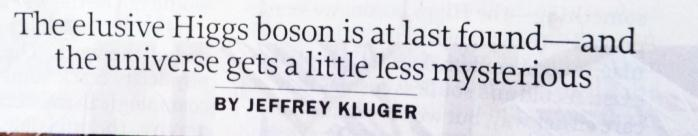 The elusive Higgs boson is at last found—and
the universe gets a little less mysterious
BY JEFFREY KLUGER